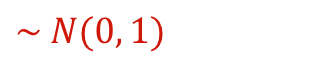 ~ N(0, 1)